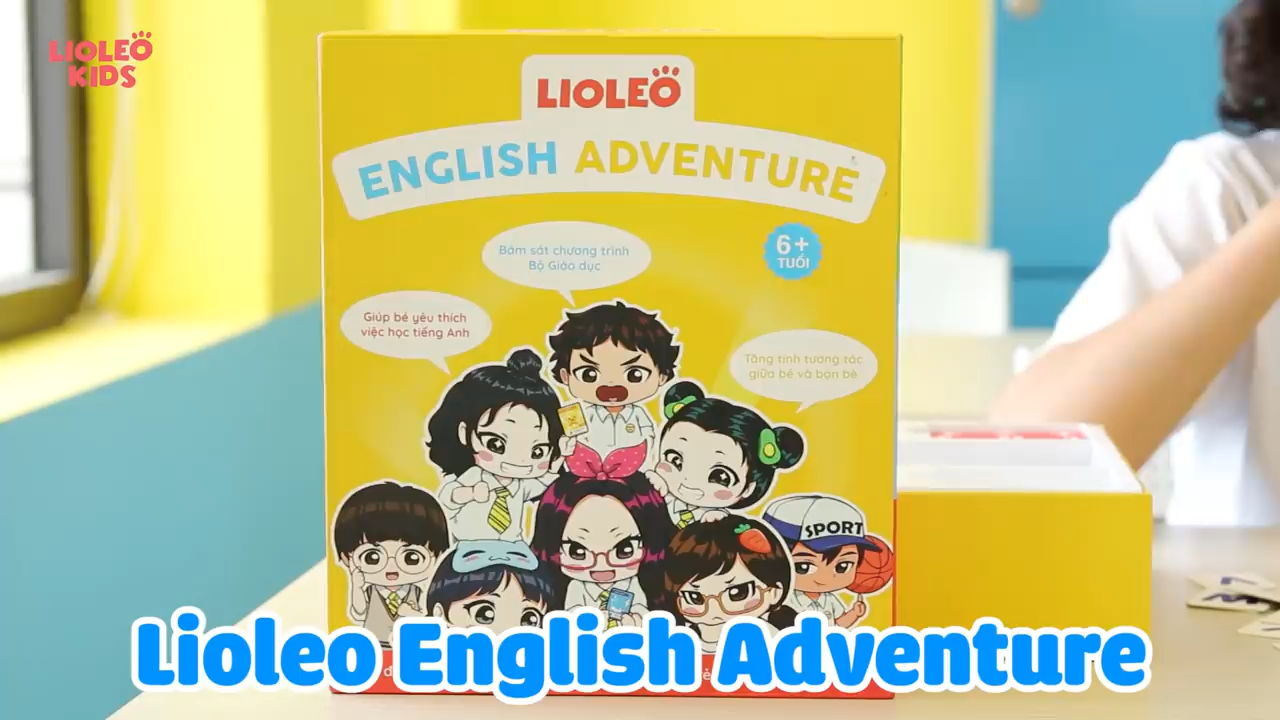 LIOLEO
KIDS
LIOLEO
ENGLISH ADVENTURE
6+
TUỔI
Bám sát chương trình
Bộ Giáo dục
Giúp bé yêu thích
việc học tiếng Anh
Tăng tính tương tác
giữa bé và bạn bè
SPORT
Lioleo English Adventure